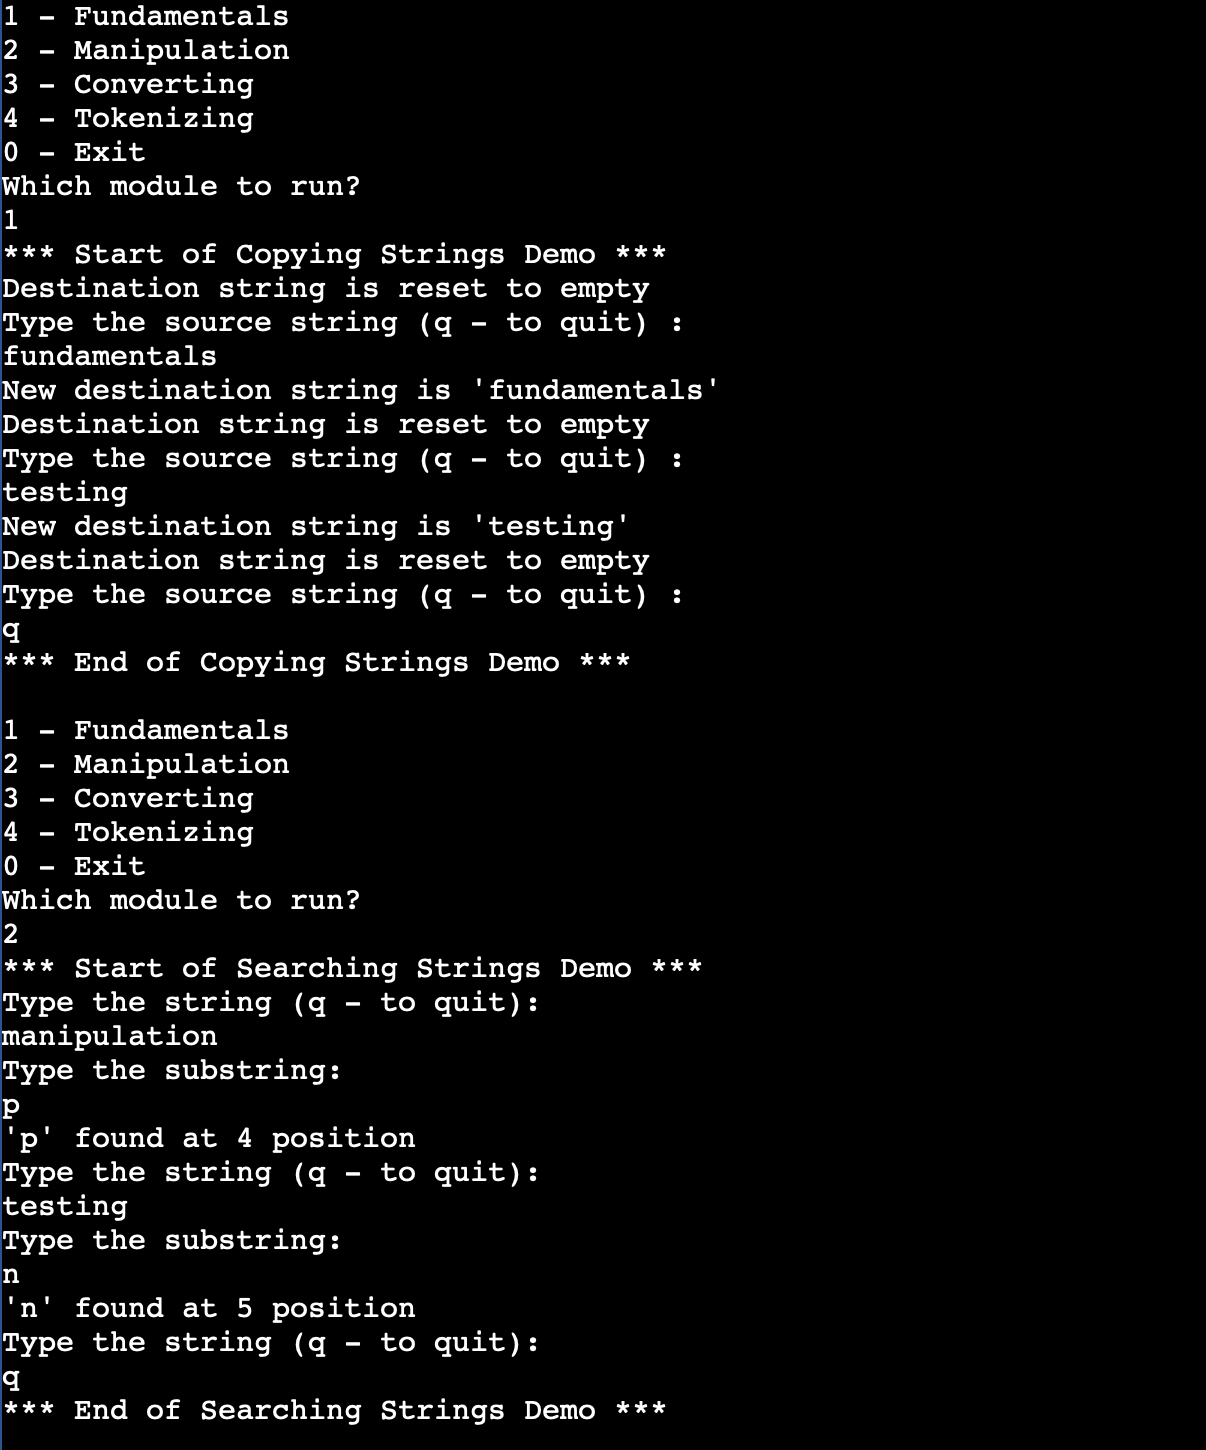 1 - Fundamentals
2 - Manipulation
3 - Converting
4 - Tokenizing
0 - Exit
Which module to run?
1
*** Start of Copying Strings Demo ***
Destination string is reset to empty
Type the source string (q - to quit) :
fundamentals
New destination string is 'fundamentals'
Destination string is reset to empty
Type the source string (q - to quit) :
testing
New destination string is 'testing'
Destination string is reset to empty
Type the source string (q - to quit) :
q
*** End of Copying Strings Demo ***

1 - Fundamentals
2 - Manipulation
3 - Converting
4 - Tokenizing
0 - Exit
Which module to run?
2
*** Start of Searching Strings Demo ***
Type the string (q - to quit):
manipulation
Type the substring:
p
'p' found at 4 position
Type the string (q - to quit):
testing
Type the substring:
n
'n' found at 5 position
Type the string (q - to quit):
q
*** End of Searching Strings Demo ***